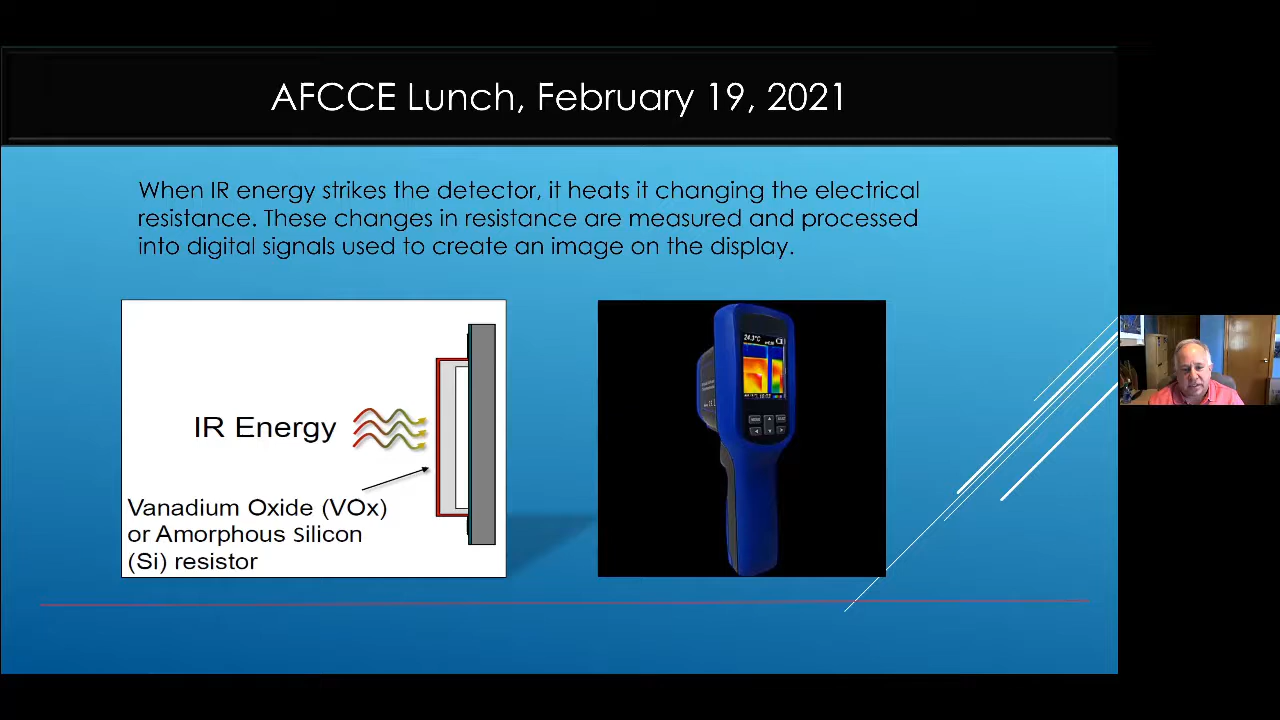 AFCCE Lunch, February 19, 2021
When IR energy strikes the detector, it heats it changing the electrical
resistance. These changes in resistance are measured and processed
into digital signals used to create an image on the display.
IR Energy
Vanadium Oxide (VOx)
or Amorphous Silicon
(Si) resistor
24.3°C